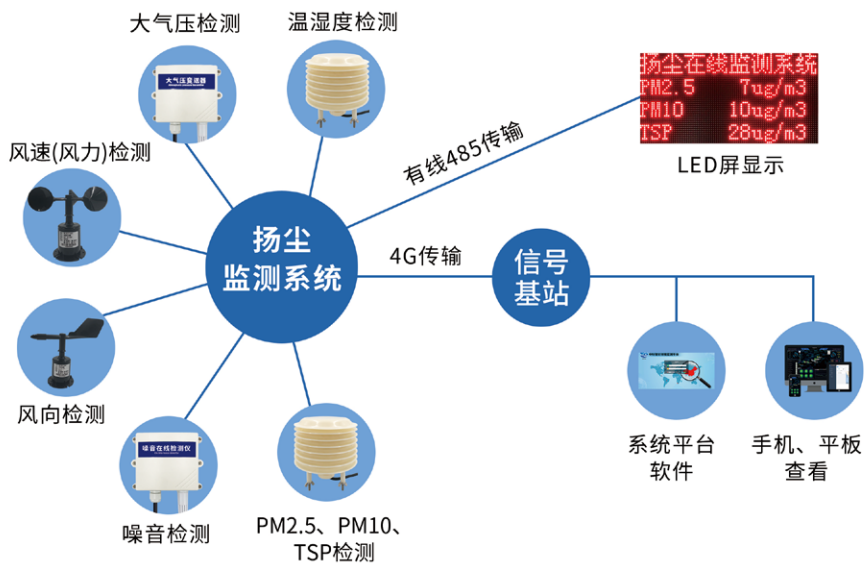 大气压检测
温湿度检测
大气压变送器
扬尘在线监测系统
PM2.5 7ug/m3
PM10 10ug/m3
TSP 28ug/m3
LED屏显示
有线485传输
风速(风力)检测
扬尘
监测系统
4G传输
信号
基站
风向检测
噪音在线检测仪
噪音检测
PM2.5、PM10、
TSP检测
系统平台
软件
手机、平板
查看